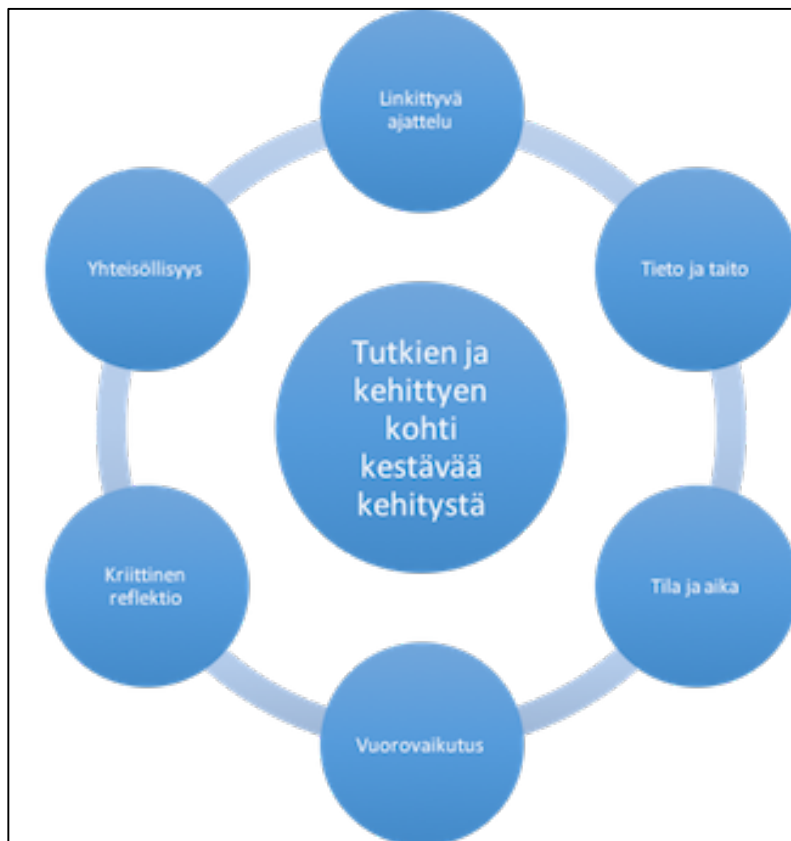 Linkittyvä
ajattelu
Yhteisöllisyys
Tieto ja taito
Tutkien ja
kehittyen
kohti
kestävää
kehitystä
Kriittinen
reflektio
Tila ja aika
Vuorovaikutus